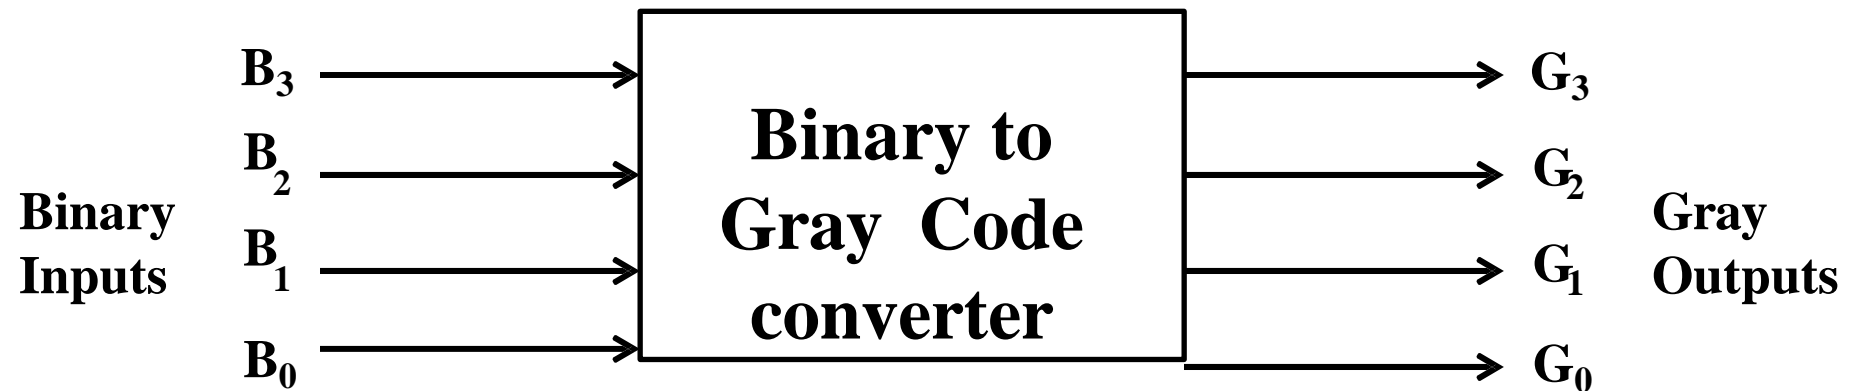 B3
B2
B1
B0
Binary
Inputs
Binary to
Gray Code
converter
G3
G2
G1
G0
Gray
Outputs